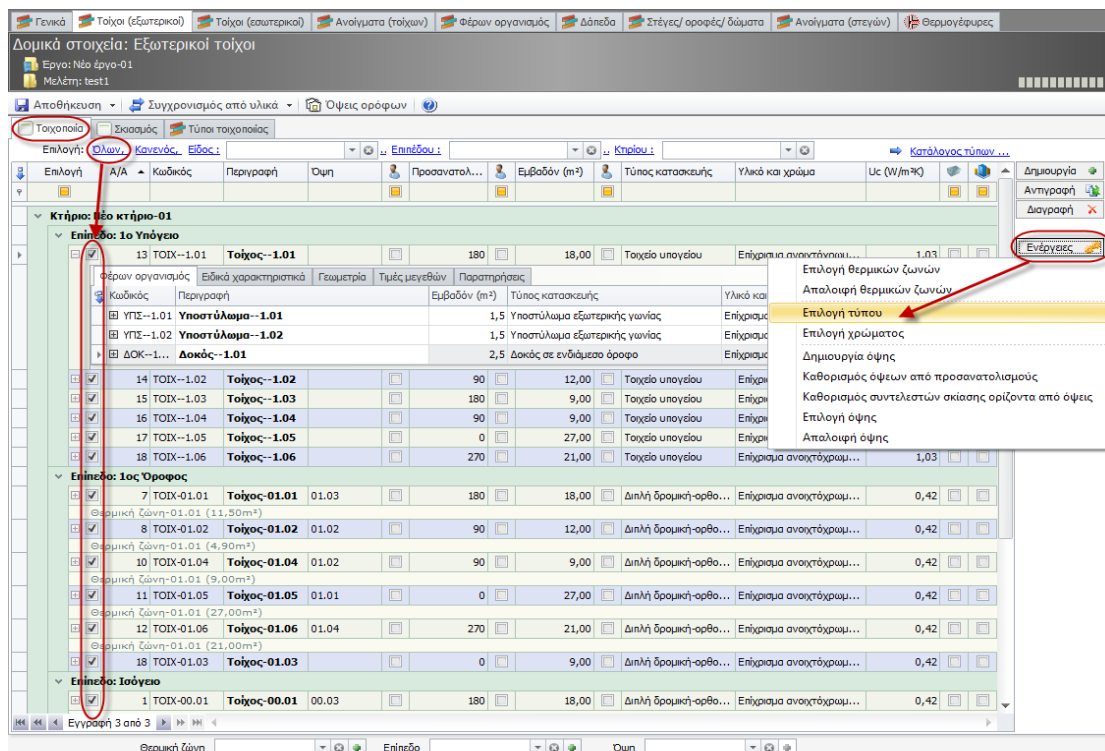 Γενικά Τοίχοι (εξωτερικοί) Τοίχοι (εσωτερικοί) Ανοίγματα (τοίχων) Φέρων οργανισμός Δάπεδα Στέγες/ οροφές/ δώματα Ανοίγματα (στεγών) Θερμογέφυρες
Δομικά στοιχεία: Εξωτερικοί τοίχοι
Έργο: Νέο έργο-01
Μελέτη: test1
Αποθήκευση Συγχρονισμός από υλικά Όψεις ορόφων
Τοιχοποιία Σκιασμός Τύποι τοιχοποιίας
Επιλογή: Όλων, Κανενός, Είδος : .. Επιπέδου : .. Κτιρίου : Κατάλογος τύπων ...
Επιλογή Α/Α Κωδικός Περιγραφή Όψη Προσανατολ... Εμβαδόν (m²) Τύπος κατασκευής Υλικό και χρώμα Uc (W/m²K)
Δημιουργία
Αντιγραφή
Διαγραφή
Ενέργειες
Κτήριο: Νέο κτήριο-01
Επίπεδο: 1ο Υπόγειο
13 ΤΟΙΧ--1.01 Τοίχος--1.01 180 18,00 Τοιχείο υπογείου Επίχρισμα ανοιχτόχρωμ... 1,03
Φέρων οργανισμός Ειδικά χαρακτηριστικά Γεωμετρία Τιμές μεγεθών Παρατηρήσεις
Κωδικός Περιγραφή Εμβαδόν (m²) Τύπος κατασκευής Υλικό και
ΥΠΣ--1.01 Υποστύλωμα--1.01 1,5 Υποστύλωμα εξωτερικής γωνίας Επίχρισμα
ΥΠΣ--1.02 Υποστύλωμα--1.02 1,5 Υποστύλωμα εξωτερικής γωνίας Επίχρισμα
ΔΟΚ--1... Δοκός--1.01 2,5 Δοκός σε ενδιάμεσο όροφο Επίχρισμα
Επιλογή θερμικών ζωνών
Απαλοιφή θερμικών ζωνών
Επιλογή τύπου
Επιλογή χρώματος
Δημιουργία όψης
Καθορισμός όψεων από προσανατολισμούς
Καθορισμός συντελεστών σκίασης ορίζοντα από όψεις
Επιλογή όψης
Απαλοιφή όψης
14 ΤΟΙΧ--1.02 Τοίχος--1.02 90 12,00 Τοιχείο υπογείου Επίχρι
15 ΤΟΙΧ--1.03 Τοίχος--1.03 180 9,00 Τοιχείο υπογείου Επίχρι
16 ΤΟΙΧ--1.04 Τοίχος--1.04 90 9,00 Τοιχείο υπογείου Επίχρι
17 ΤΟΙΧ--1.05 Τοίχος--1.05 0 27,00 Τοιχείο υπογείου Επίχρι
18 ΤΟΙΧ--1.06 Τοίχος--1.06 270 21,00 Τοιχείο υπογείου Επίχρισμα ανοιχτόχρωμ... 1,03
Επίπεδο: 1ος Όροφος
7 ΤΟΙΧ-01.01 Τοίχος-01.01 01.03 180 18,00 Διπλή δρομική-ορθο... Επίχρισμα ανοιχτόχρωμ... 0,42
Θερμική ζώνη-01.01 (11,50m²)
8 ΤΟΙΧ-01.02 Τοίχος-01.02 01.02 90 12,00 Διπλή δρομική-ορθο... Επίχρισμα ανοιχτόχρωμ... 0,42
Θερμική ζώνη-01.01 (4,90m²)
10 ΤΟΙΧ-01.04 Τοίχος-01.04 01.02 90 9,00 Διπλή δρομική-ορθο... Επίχρισμα ανοιχτόχρωμ... 0,42
Θερμική ζώνη-01.01 (9,00m²)
11 ΤΟΙΧ-01.05 Τοίχος-01.05 01.01 0 27,00 Διπλή δρομική-ορθο... Επίχρισμα ανοιχτόχρωμ... 0,42
Θερμική ζώνη-01.01 (27,00m²)
12 ΤΟΙΧ-01.06 Τοίχος-01.06 01.04 270 21,00 Διπλή δρομική-ορθο... Επίχρισμα ανοιχτόχρωμ... 0,42
Θερμική ζώνη-01.01 (21,00m²)
18 ΤΟΙΧ-01.03 Τοίχος-01.03 0 9,00 Διπλή δρομική-ορθο... Επίχρισμα ανοιχτόχρωμ... 0,42
Επίπεδο: Ισόγειο
1 ΤΟΙΧ-00.01 Τοίχος-00.01 00.03 180 18,00 Διπλή δρομική-ορθο... Επίχρισμα ανοιχτόχρωμ... 0,42
Εγγραφή 3 από 3
Θερμική ζώνη Επίπεδο Όψη